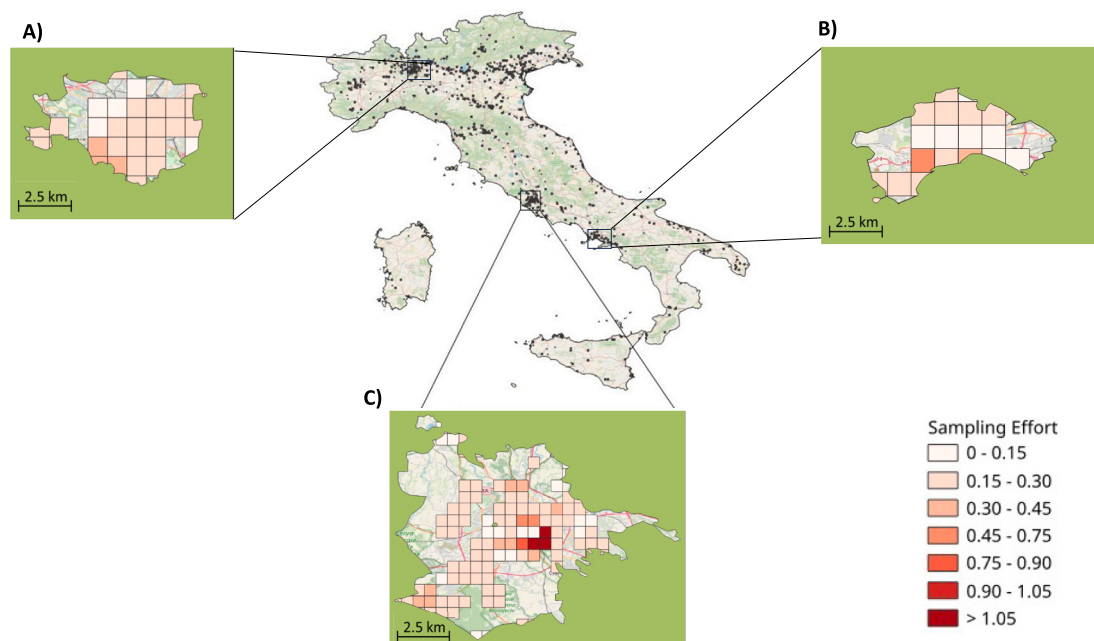 A)
B)
2.5 km
2.5 km
C)
Sampling Effort
0 - 0.15
0.15 - 0.30
0.30 - 0.45
0.45 - 0.75
0.75 - 0.90
0.90 - 1.05
> 1.05
2.5 km